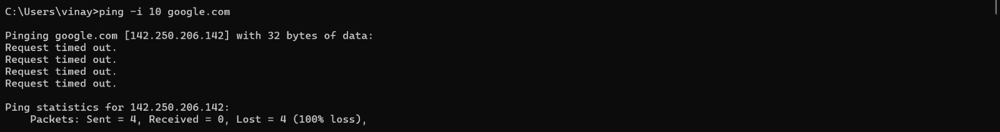 C:\Users\vinay>ping -i 10 google.com
Pinging google.com [142.250.206.142] with 32 bytes of data:
Request timed out.
Request timed out.
Request timed out.
Request timed out.
Ping statistics for 142.250.206.142:
Packets: Sent = 4, Received = 0, Lost = 4 (100% loss),